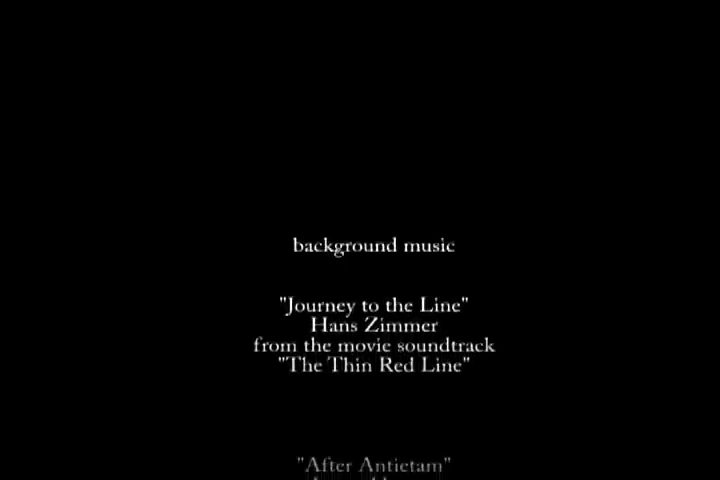 background music
"Journey to the Line"
Hans Zimmer
from the movie soundtrack
"The Thin Red Line"
"After Antietam"